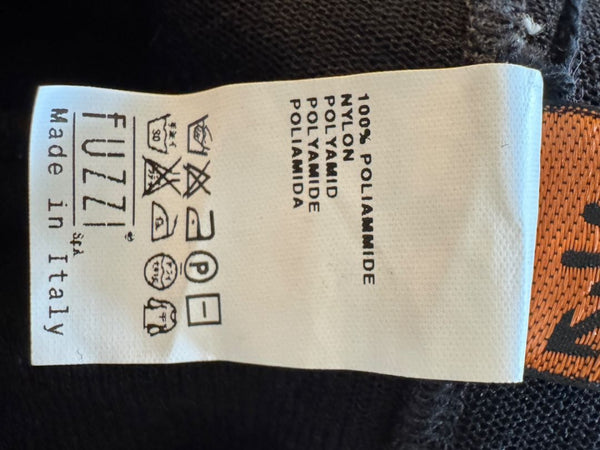 100% POLIAMMIDE
NYLON
POLYAMID
POLYAMIDE
POLIAMIDA
P
FUZZI
SpA
Made in Italy